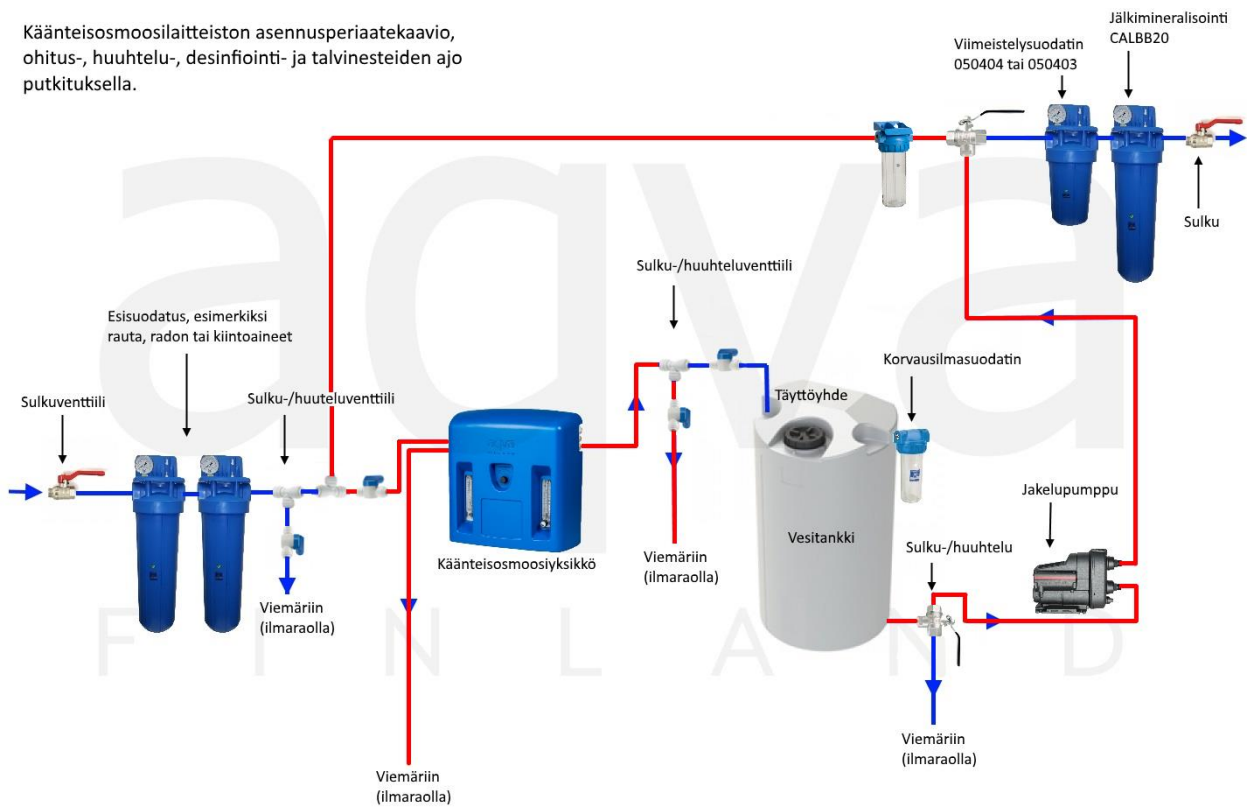 Käänteisosmoosilaitteiston asennusperiaatekaavio,
ohitus-, huuhtelu-, desinfiointi- ja talvinesteiden ajo
putkituksella.
Jälkimineralisointi
CALBB20
Viimeistelysuodatin
050404 tai 050403
Sulku
Sulku-/huuhteluventtiili
Esisuodatus, esimerkiksi
rauta, radon tai kiintoaineet
Korvausilmasuodatin
Täyttöyhde
Sulkuventtiili
Sulku-/huuteluventtiili
Jakelupumppu
Vesitankki
Sulku-/huuhtelu
Käänteisosmoosiyksikkö
Viemäriin
(ilmaraolla)
Viemäriin
(ilmaraolla)
Viemäriin
(ilmaraolla)
Viemäriin
(ilmaraolla)
aqva
FINLAND